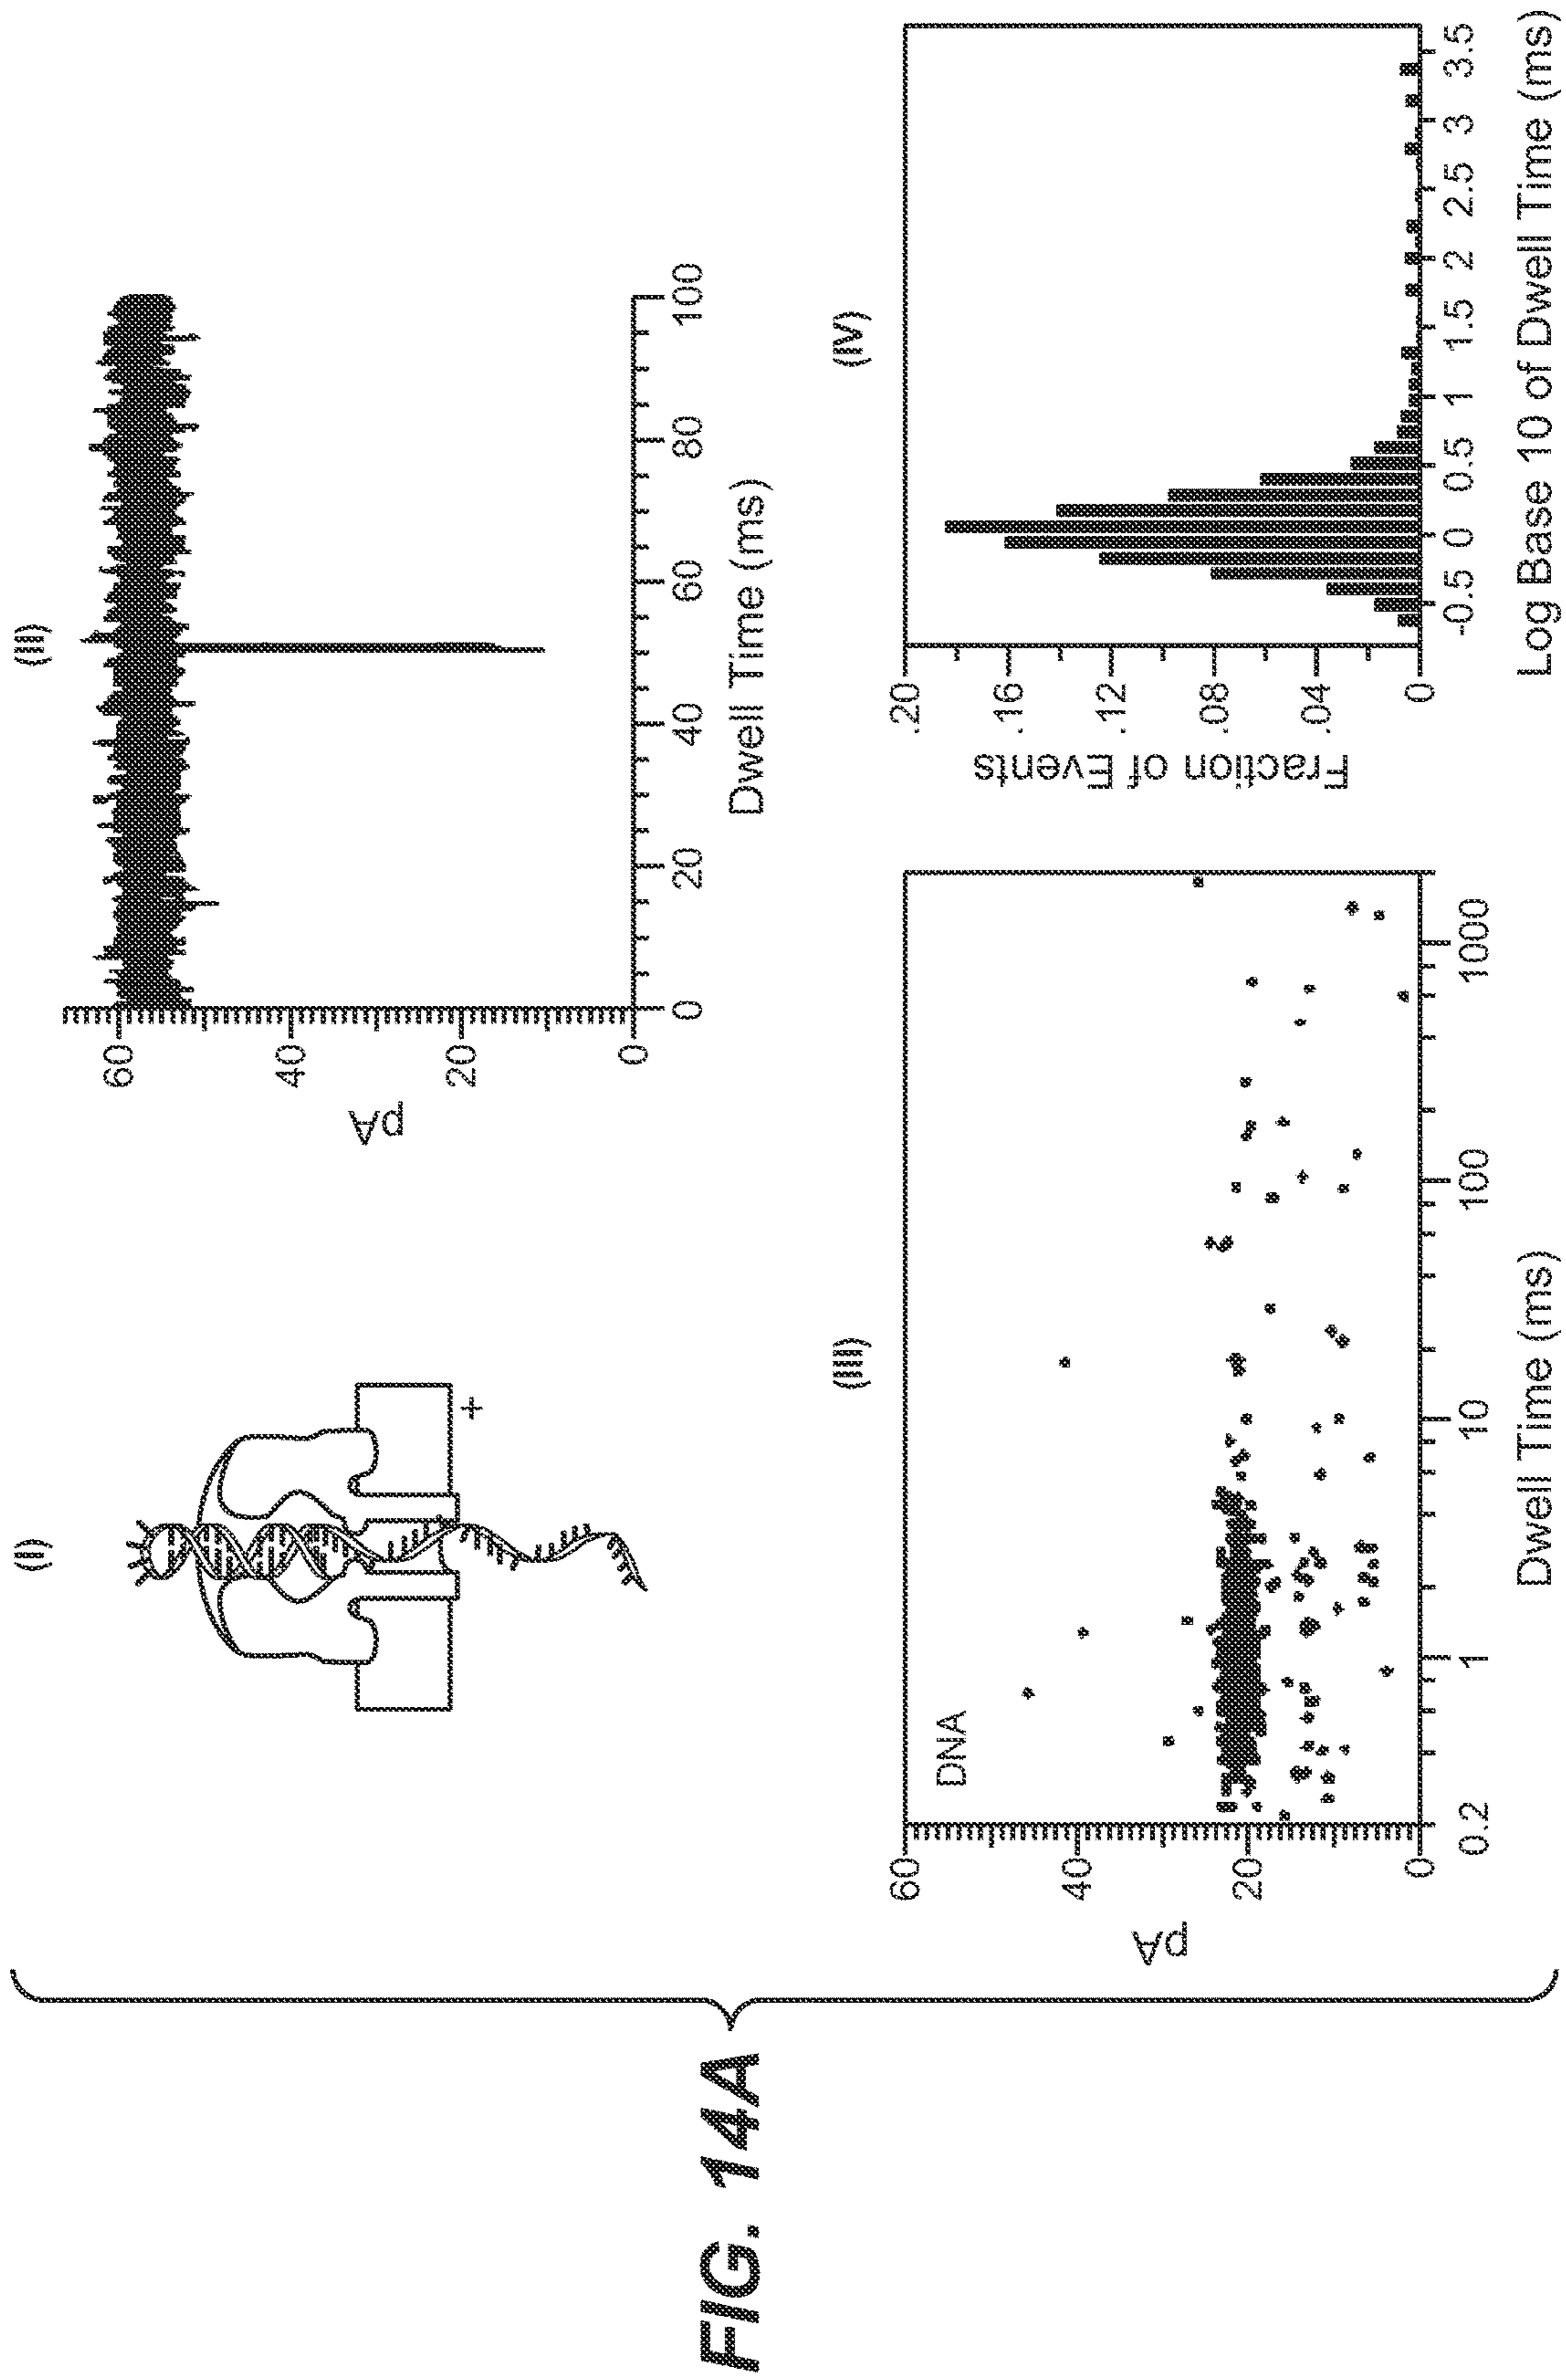 FIG. 14A
(I)
+
(II)
pA
60
40
20
0
0 20 40 60 80 100
Dwell Time (ms)
(III)
DNA
pA
60
40
20
0
0.2 1 10 100 1000
Dwell Time (ms)
(IV)
Fraction of Events
.20
.16
.12
.08
.04
0
-0.5 0 0.5 1 1.5 2 2.5 3 3.5
Log Base 10 of Dwell Time (ms)